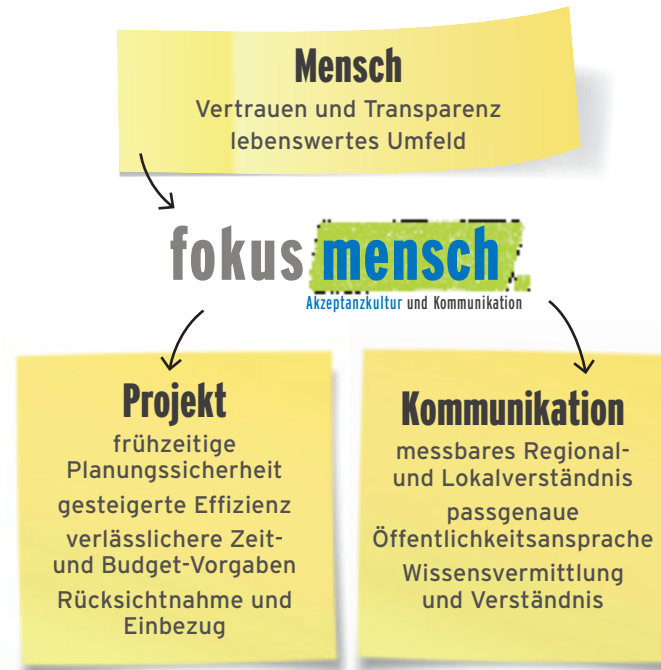 Mensch
Vertrauen und Transparenz
lebenswertes Umfeld
fokus mensch
Akzeptanzkultur und Kommunikation
Projekt
frühzeitige
Planungssicherheit
gesteigerte Effizienz
verlässlichere Zeit-
und Budget-Vorgaben
Rücksichtnahme und
Einbezug
Kommunikation
messbares Regional-
und Lokalverständnis
passgenaue
Öffentlichkeitsansprache
Wissensvermittlung
und Verständnis